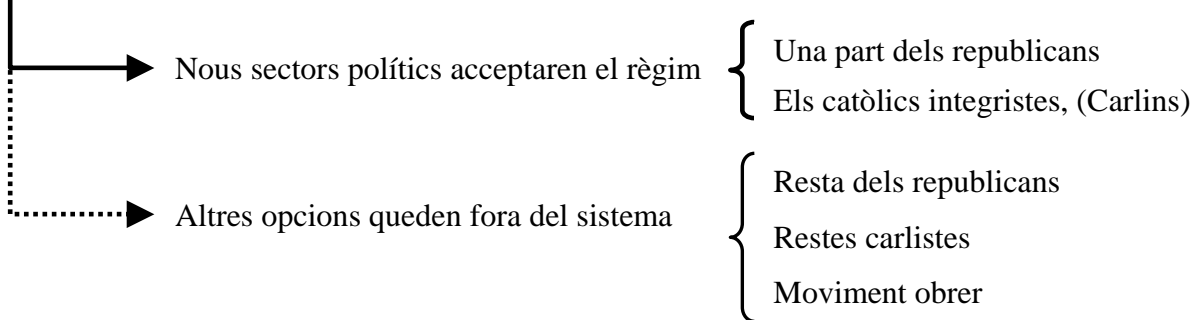 Nous sectors polítics acceptaren el règim
Una part dels republicans
Els catòlics integristes, (Carlins)
Altres opcions queden fora del sistema
Resta dels republicans
Restes carlistes
Moviment obrer